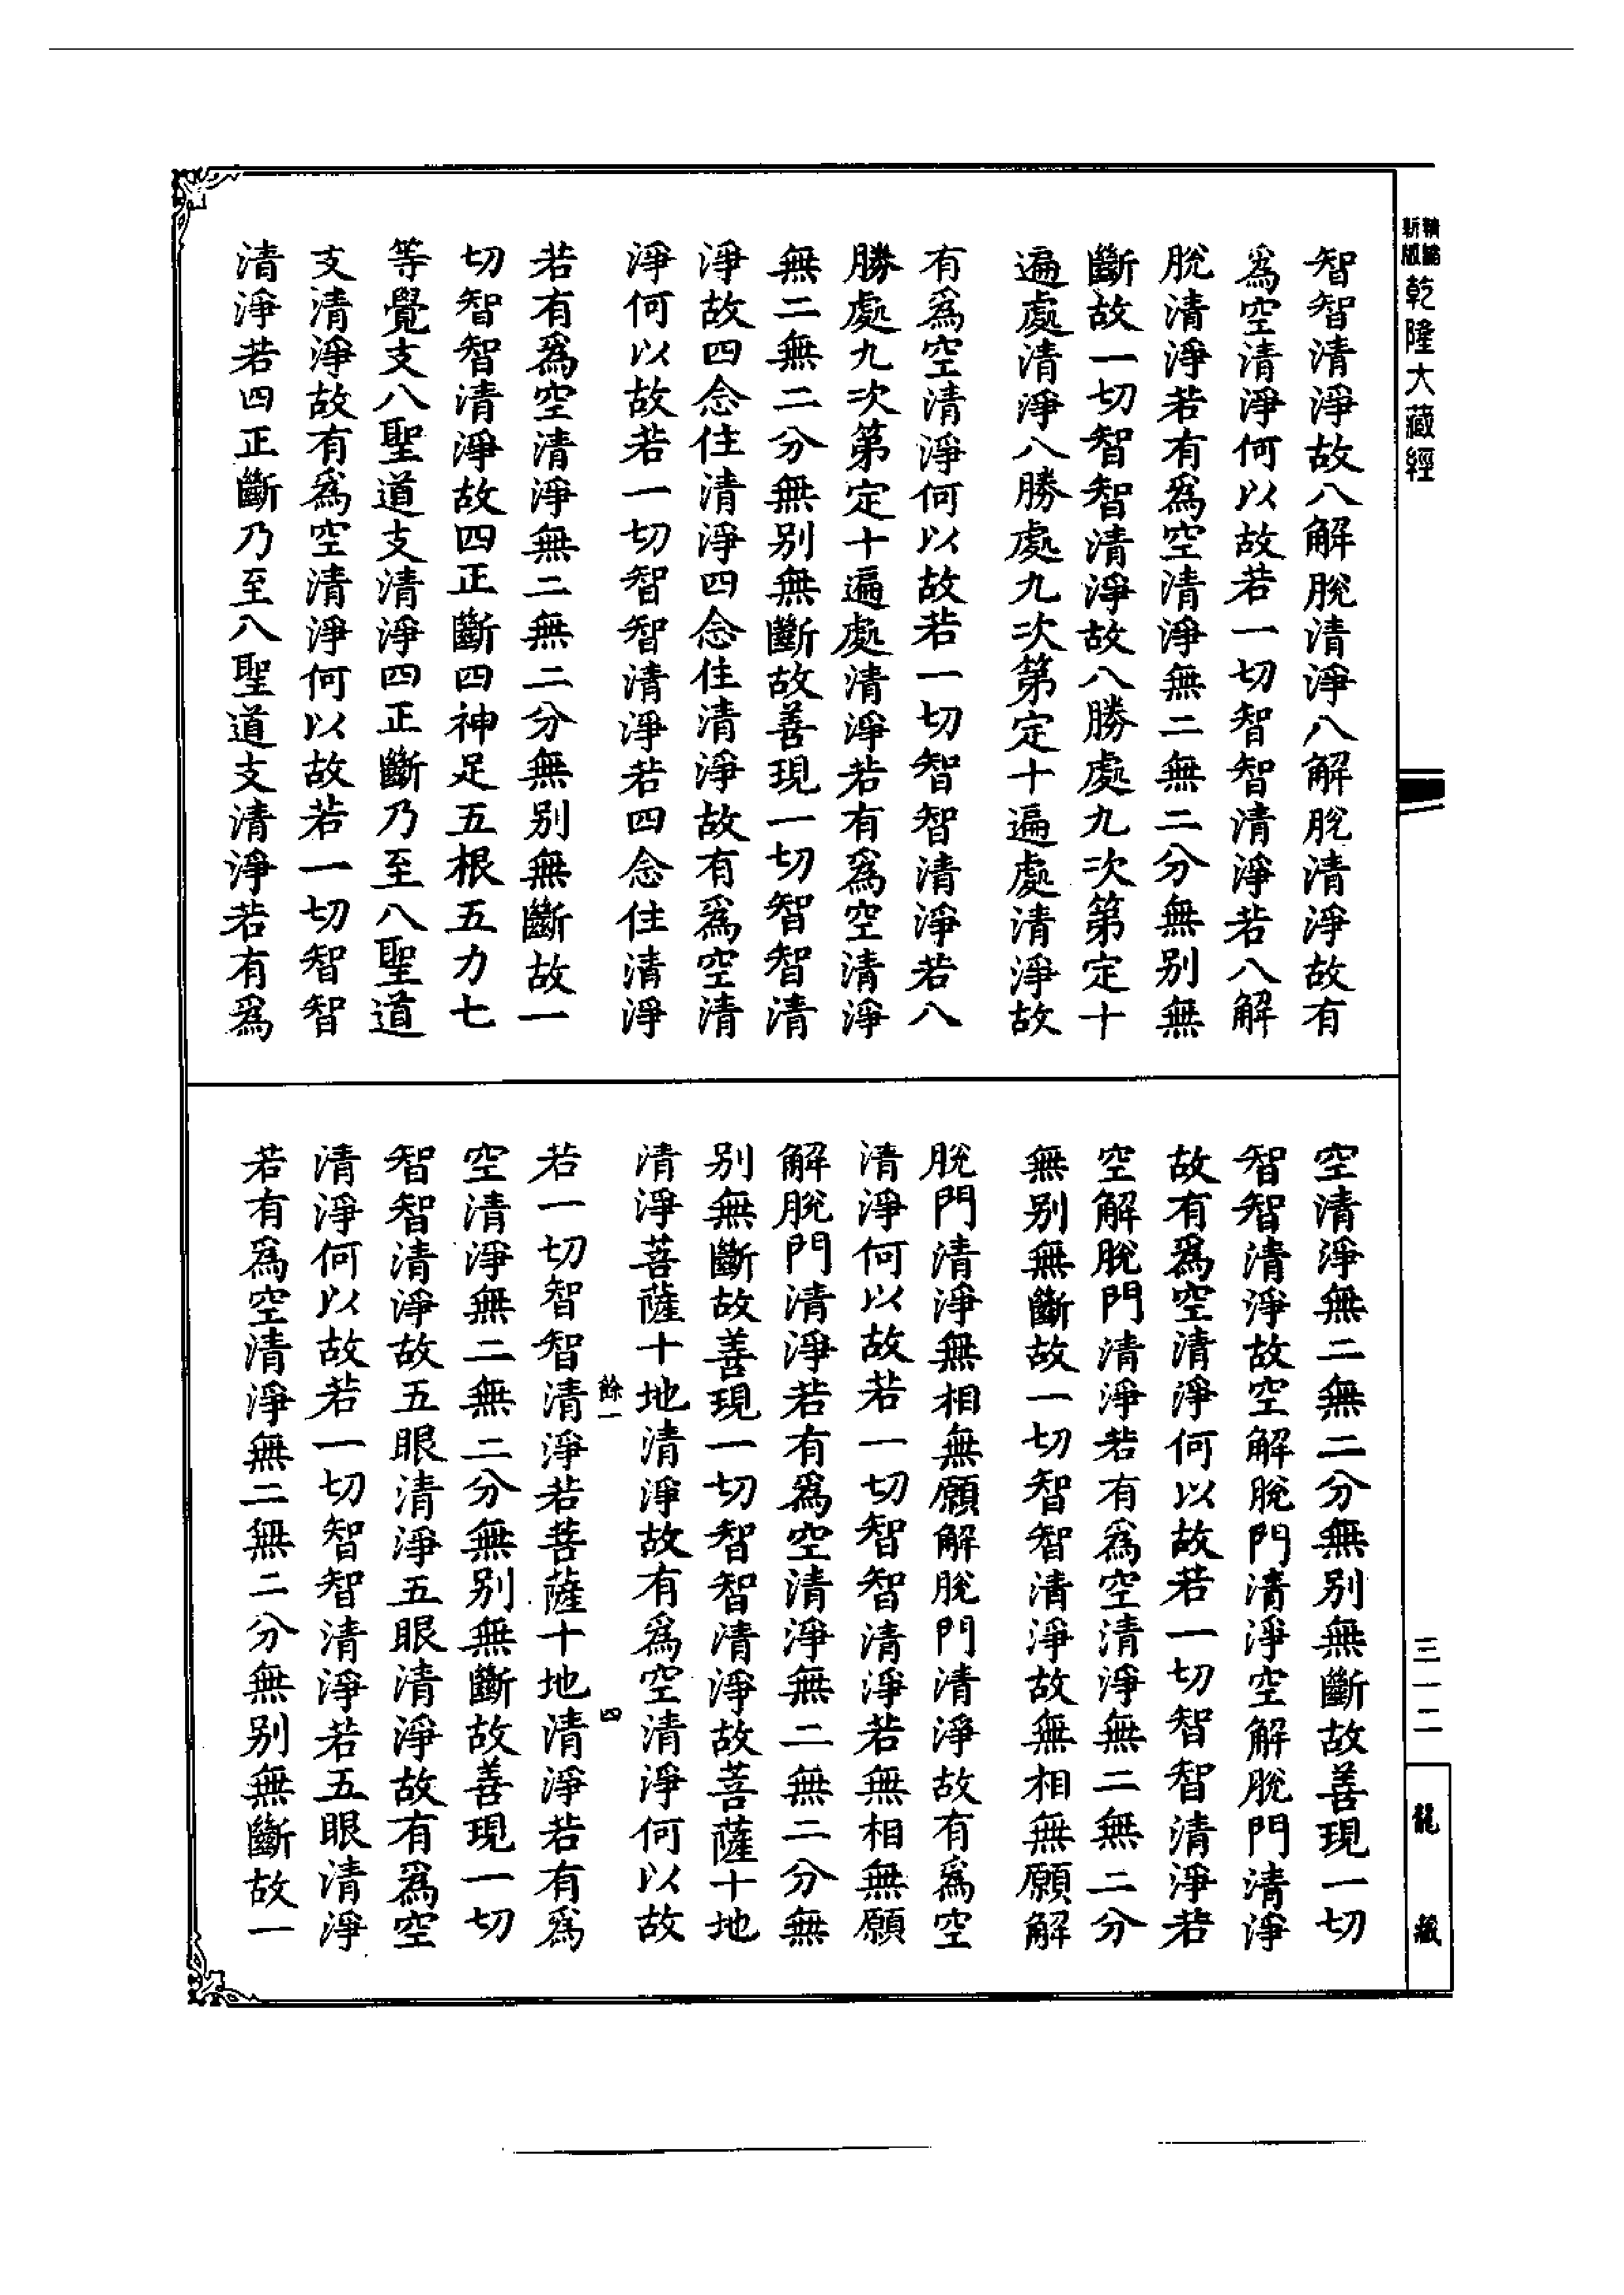 新版
精縮
乾隆大藏經
三一二
龍藏
智智清淨故八解脫清淨八解脫清淨故有
爲空清淨何以故若一切智智清淨若八解
脫清淨若有爲空清淨無二無二分無别無
斷故一切智智清淨故八勝處九次第定十
遍處清淨八勝處九次第定十遍處清淨故
有爲空清淨何以故若一切智智清淨若八
勝處九次第定十遍處清淨若有爲空清淨
無二無二分無别無斷故善現一切智智清
淨故四念住清淨四念住清淨故有爲空清
淨何以故若一切智智清淨若四念住清淨
若有爲空清淨無二無二分無别無斷故一
切智智清淨故四正斷四神足五根五力七
等覺支八聖道支清淨四正斷乃至八聖道
支清淨故有爲空清淨何以故若一切智智
清淨若四正斷乃至八聖道支清淨若有爲
空清淨無二無二分無别無斷故善現一切
智智清淨故空解脫門清淨空解脫門清淨
故有爲空清淨何以故若一切智智清淨若
空解脫門清淨若有爲空清淨無二無二分
無别無斷故一切智智清淨故無相無願解
脫門清淨無相無願解脫門清淨故有爲空
清淨何以故若一切智智清淨若無相無願
解脫門清淨若有爲空清淨無二無二分無
别無斷故善現一切智智清淨故菩薩十地
清淨菩薩十地清淨故有爲空清淨何以故
餘一 四
若一切智智清淨若菩薩十地清淨若有爲
空清淨無二無二分無别無斷故善現一切
智智清淨故五眼清淨五眼清淨故有爲空
清淨何以故若一切智智清淨若五眼清淨
若有爲空清淨無二無二分無别無斷故一